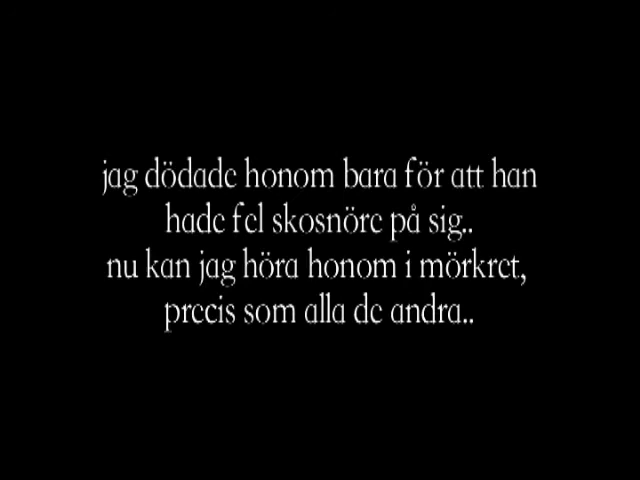 jag dödade honom bara för att han
hade fel skosnöre på sig..
nu kan jag höra honom i mörkret,
precis som alla de andra..